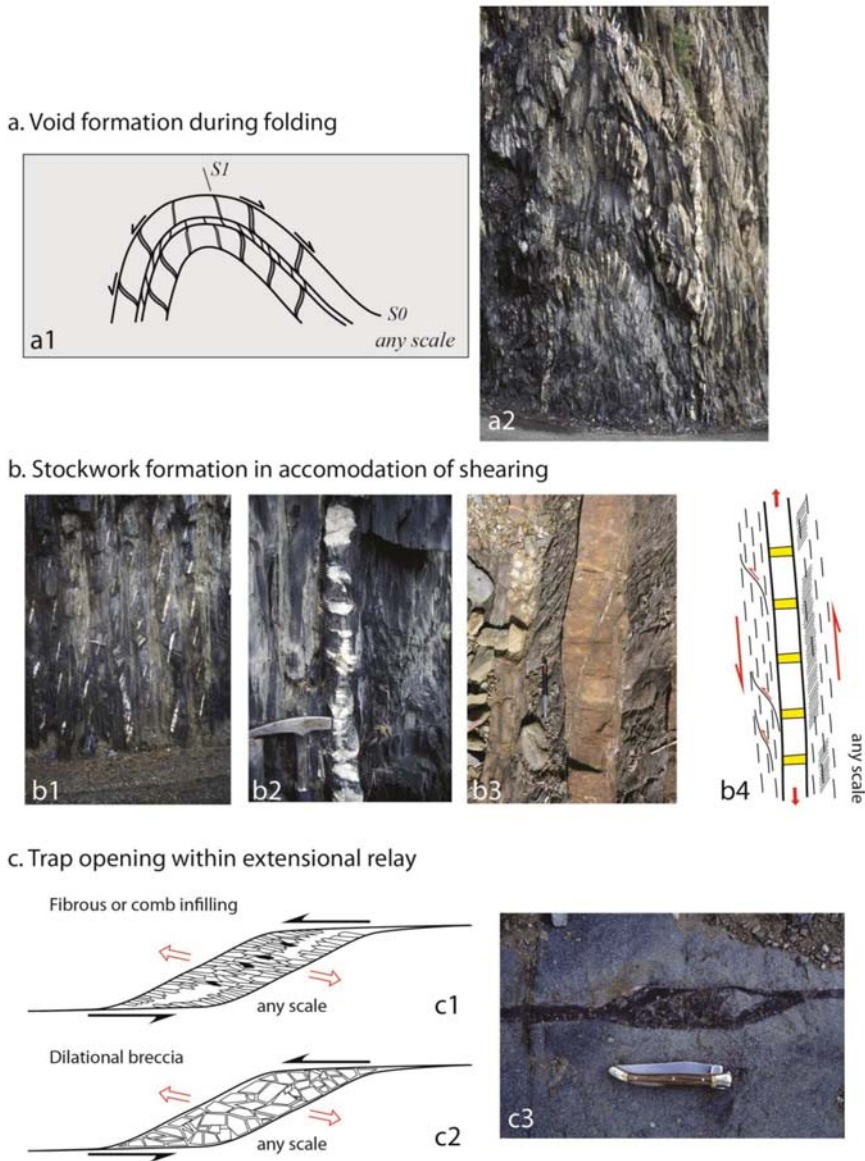 a. Void formation during folding
S1
S0
any scale
a1
a2
b. Stockwork formation in accomodation of shearing
b1
b2
b3
b4
any scale
c. Trap opening within extensional relay
Fibrous or comb infilling
any scale
c1
Dilational breccia
any scale
c2
c3